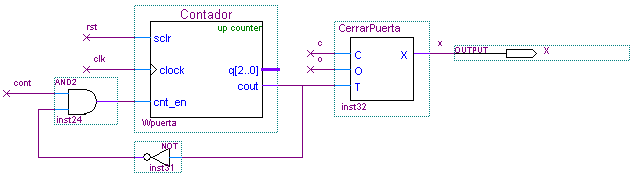 Contador
CerrarPuerta
up counter
rst
sclr
clk
clock
q[2..0]
cout
c
C
X
x
OUTPUT
X
o
O
T
cont
AND2
cnt_en
inst24
Wpuerta
inst32
NOT
inst31